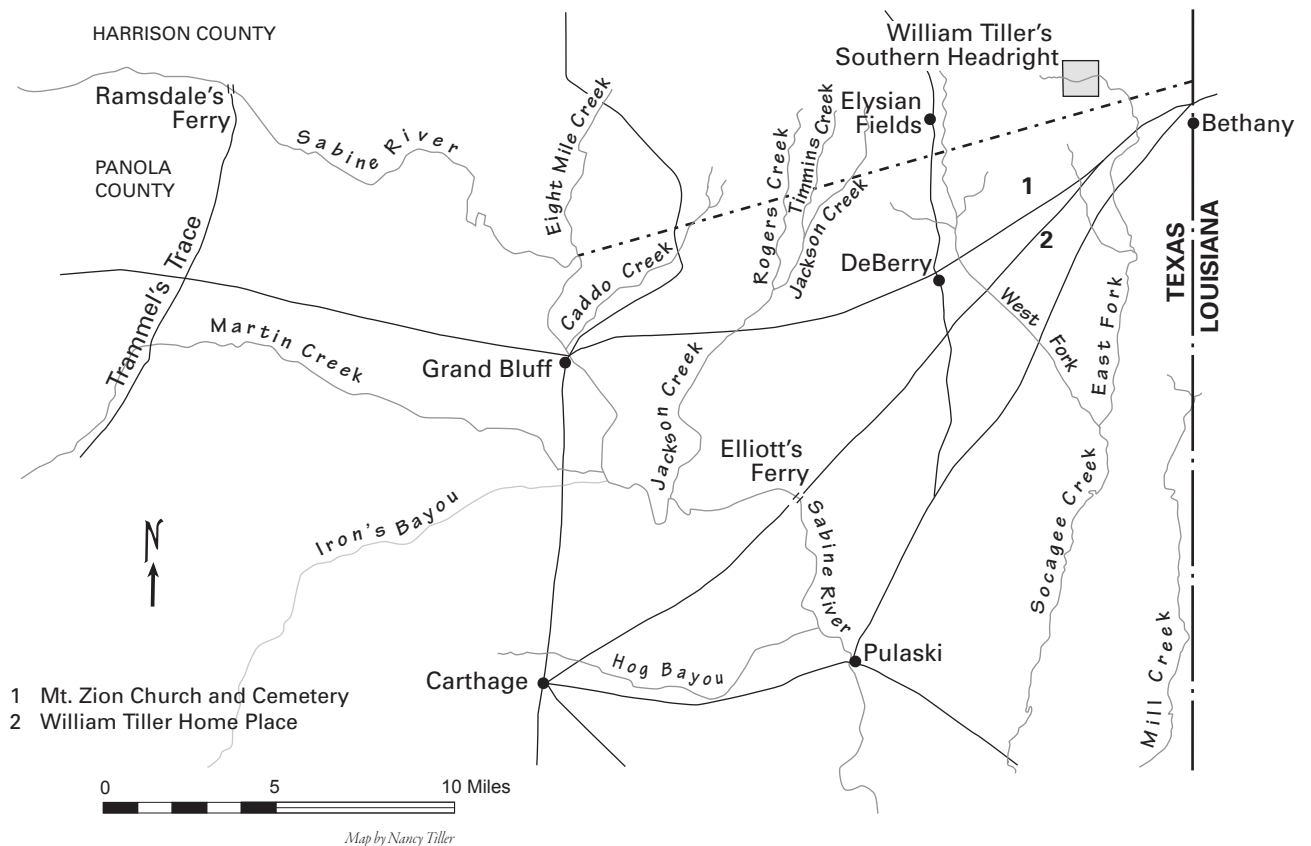 HARRISON COUNTY
William Tiller's
Southern Headright
Ramsdale's
Ferry
Sabine River
Eight Mile Creek
Elysian
Fields
Bethany
PANOLA
COUNTY
Rogers Creek
Timmins Creek
Jackson Creek
1
2
TEXAS
LOUISIANA
Trammel's Trace
Caddo Creek
DeBerry
West Fork
East Fork
Martin Creek
Grand Bluff
Jackson Creek
Elliott's
Ferry
Iron's Bayou
Sabine River
Socagee Creek
Mill Creek
N
Hog Bayou
Pulaski
Carthage
1 Mt. Zion Church and Cemetery
2 William Tiller Home Place
0 5 10 Miles
Map by Nancy Tiller